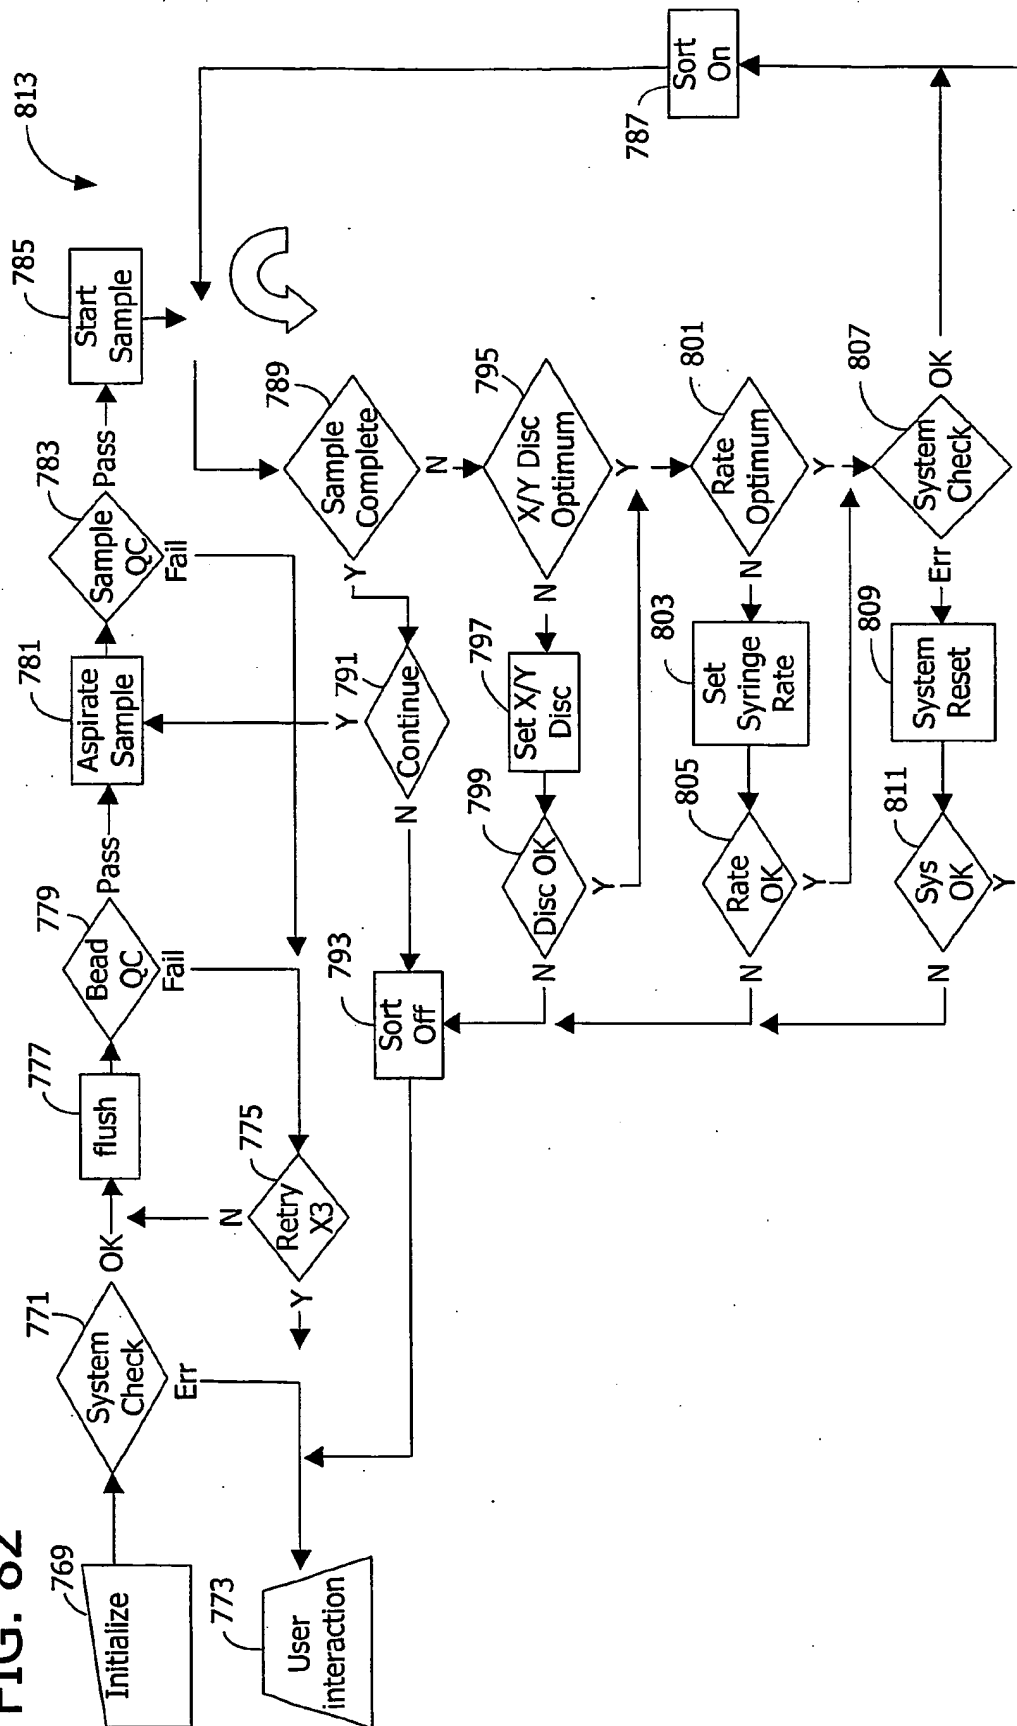 FIG. 82
769
Initialize
771
System
Check
OK
Err
773
User
interaction
775
Retry
X3
N
Y
777
flush
779
Bead
QC
Pass
Fail
781
Aspirate
Sample
783
Sample
QC
Pass
Fail
785
Start
Sample
813
787
Sort
On
789
Sample
Complete
Y
N
791
Continue
Y
N
793
Sort
Off
795
X/Y Disc
Optimum
N
Y
797
Set X/Y
Disc
799
Disc OK
N
Y
801
Rate
Optimum
N
Y
803
Set
Syringe
Rate
805
Rate
OK
N
Y
807
System
Check
OK
Err
809
System
Reset
811
Sys
OK
N
Y